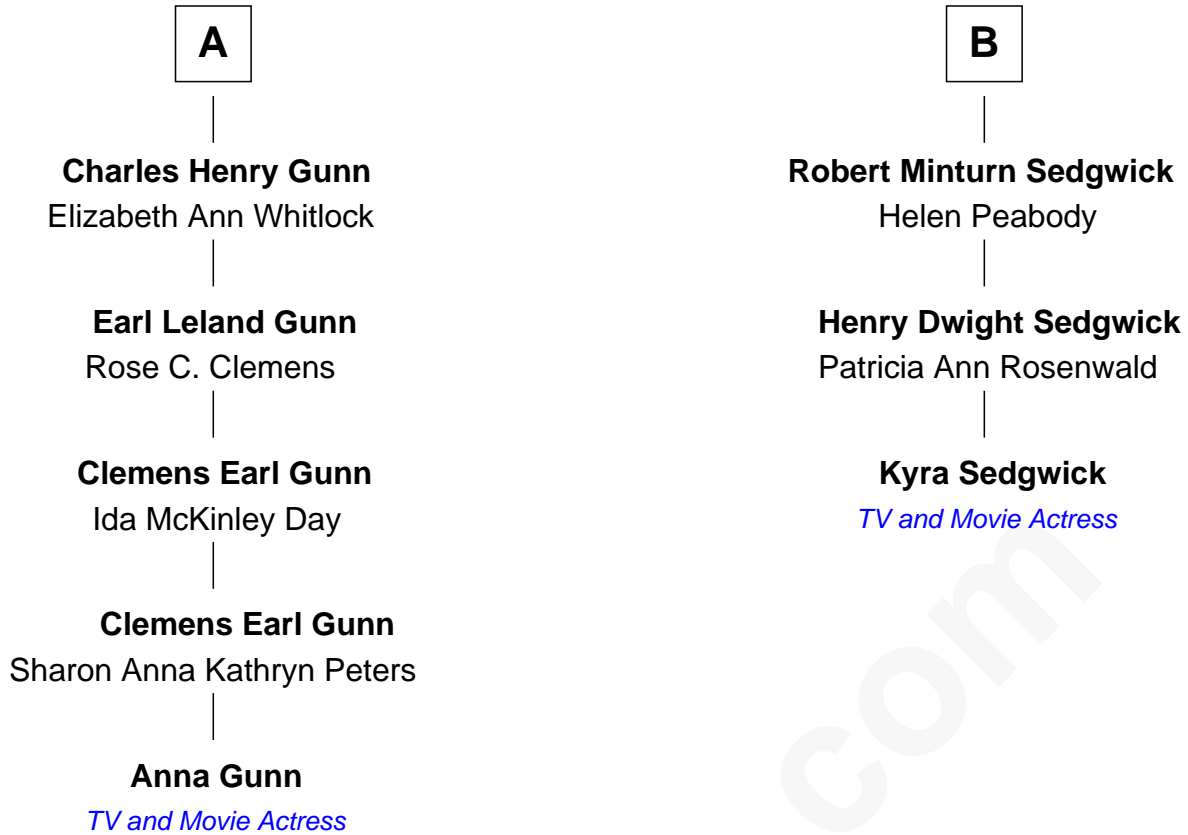 A
Charles Henry Gunn
Elizabeth Ann Whitlock
Earl Leland Gunn
Rose C. Clemens
Clemens Earl Gunn
Ida McKinley Day
Clemens Earl Gunn
Sharon Anna Kathryn Peters
Anna Gunn
TV and Movie Actress
B
Robert Minturn Sedgwick
Helen Peabody
Henry Dwight Sedgwick
Patricia Ann Rosenwald
Kyra Sedgwick
TV and Movie Actress
com